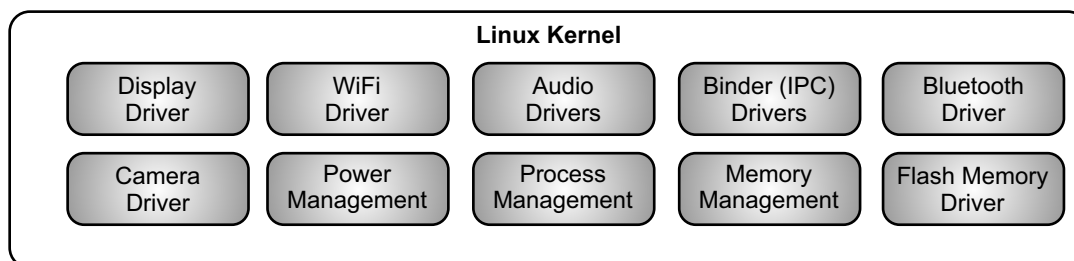 Linux Kernel
Display
Driver
WiFi
Driver
Audio
Drivers
Binder (IPC)
Drivers
Bluetooth
Driver
Camera
Driver
Power
Management
Process
Management
Memory
Management
Flash Memory
Driver